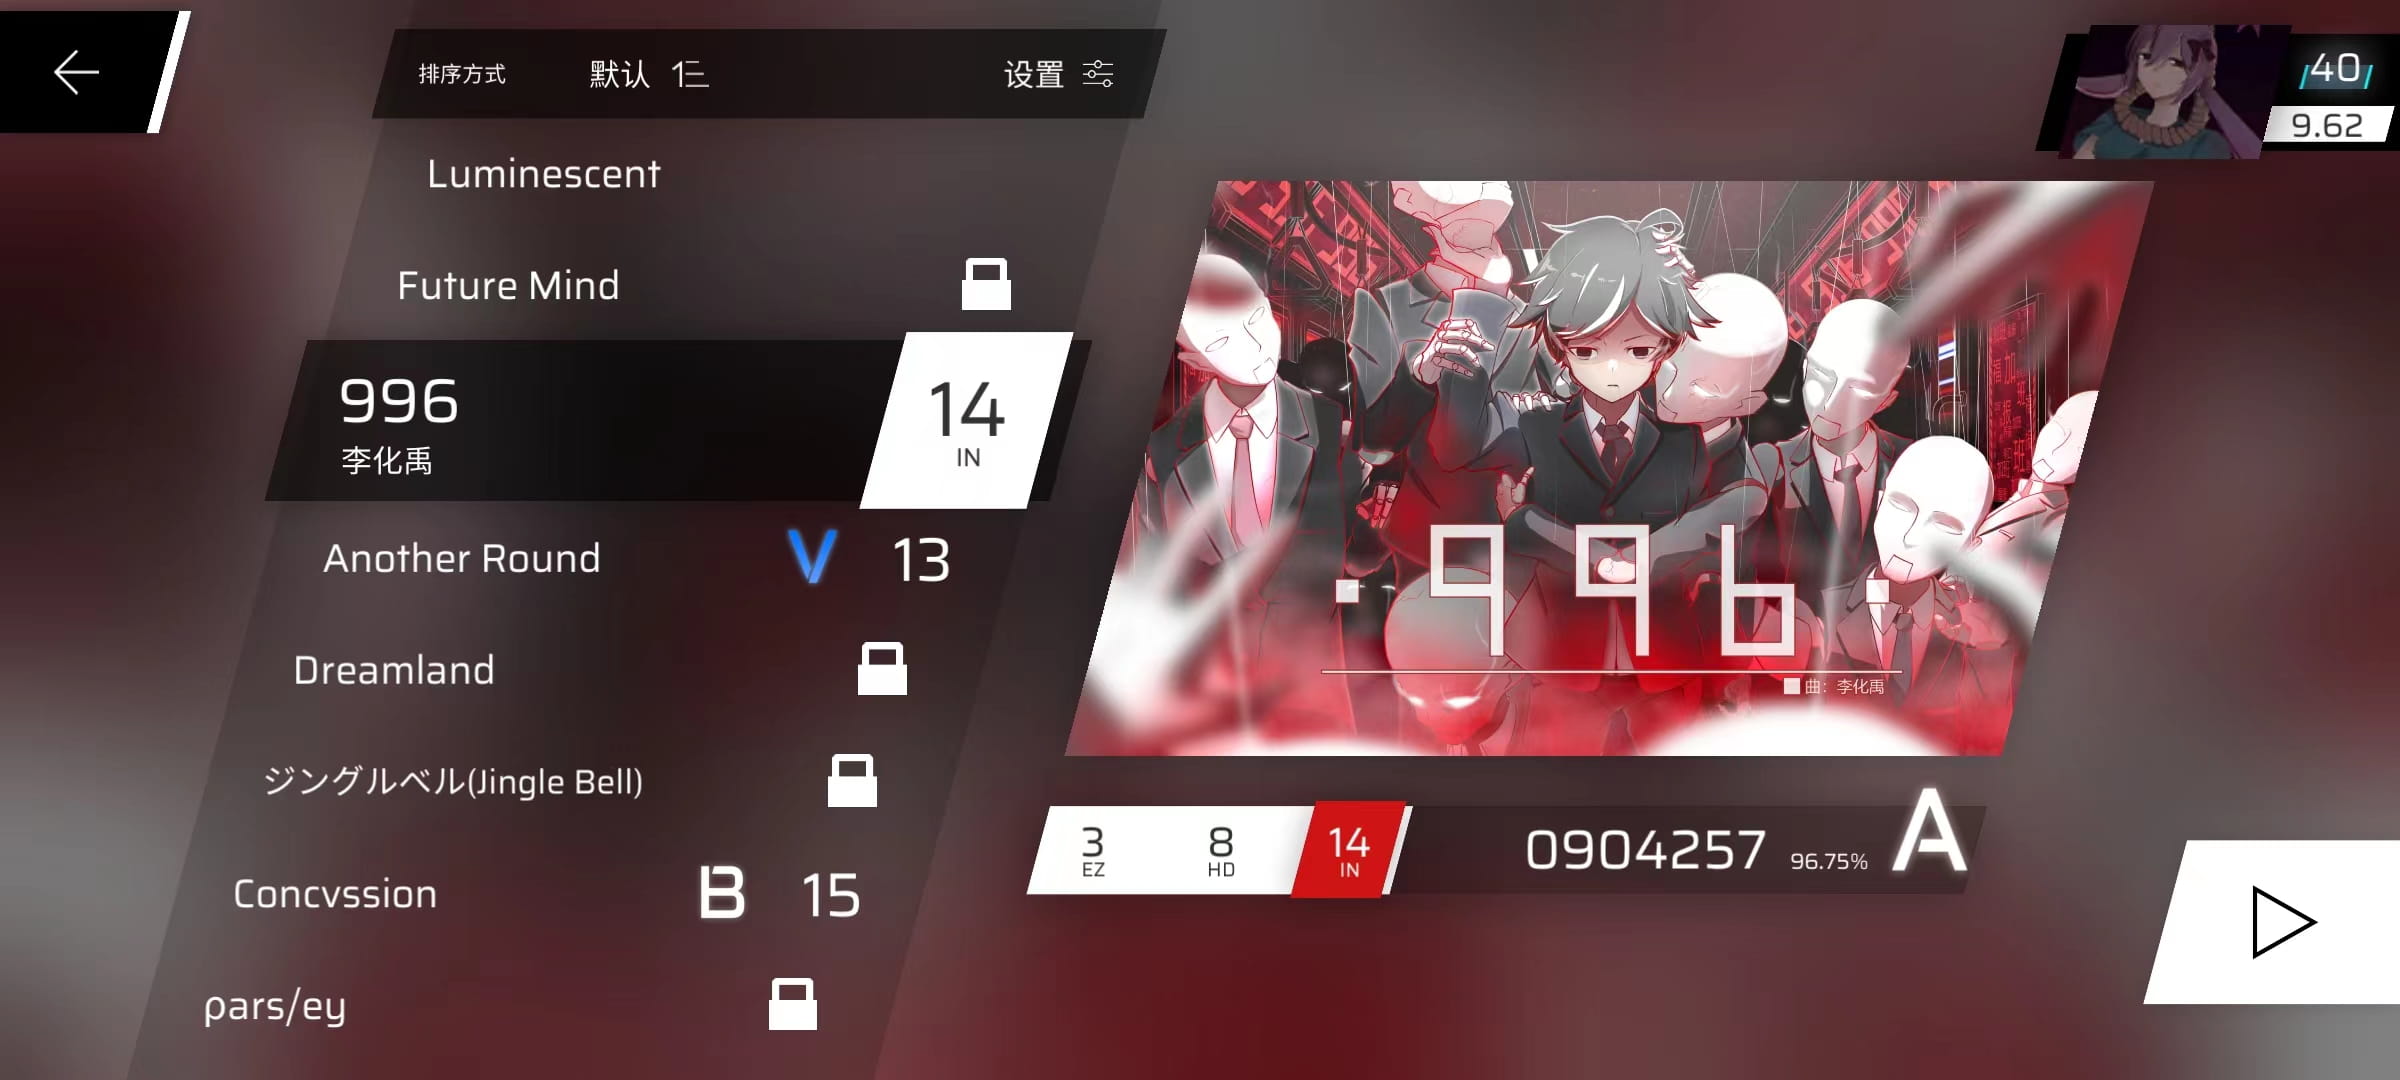 排序方式 默认 设置
40
9.62
Luminescent
Future Mind
996
李化禹
14
IN
Another Round V 13
Dreamland
ジングルベル(Jingle Bell)
Concvssion B 15
pars/ey
996
曲: 李化禹
3 8 14
EZ HD IN
0904257 96.75% A